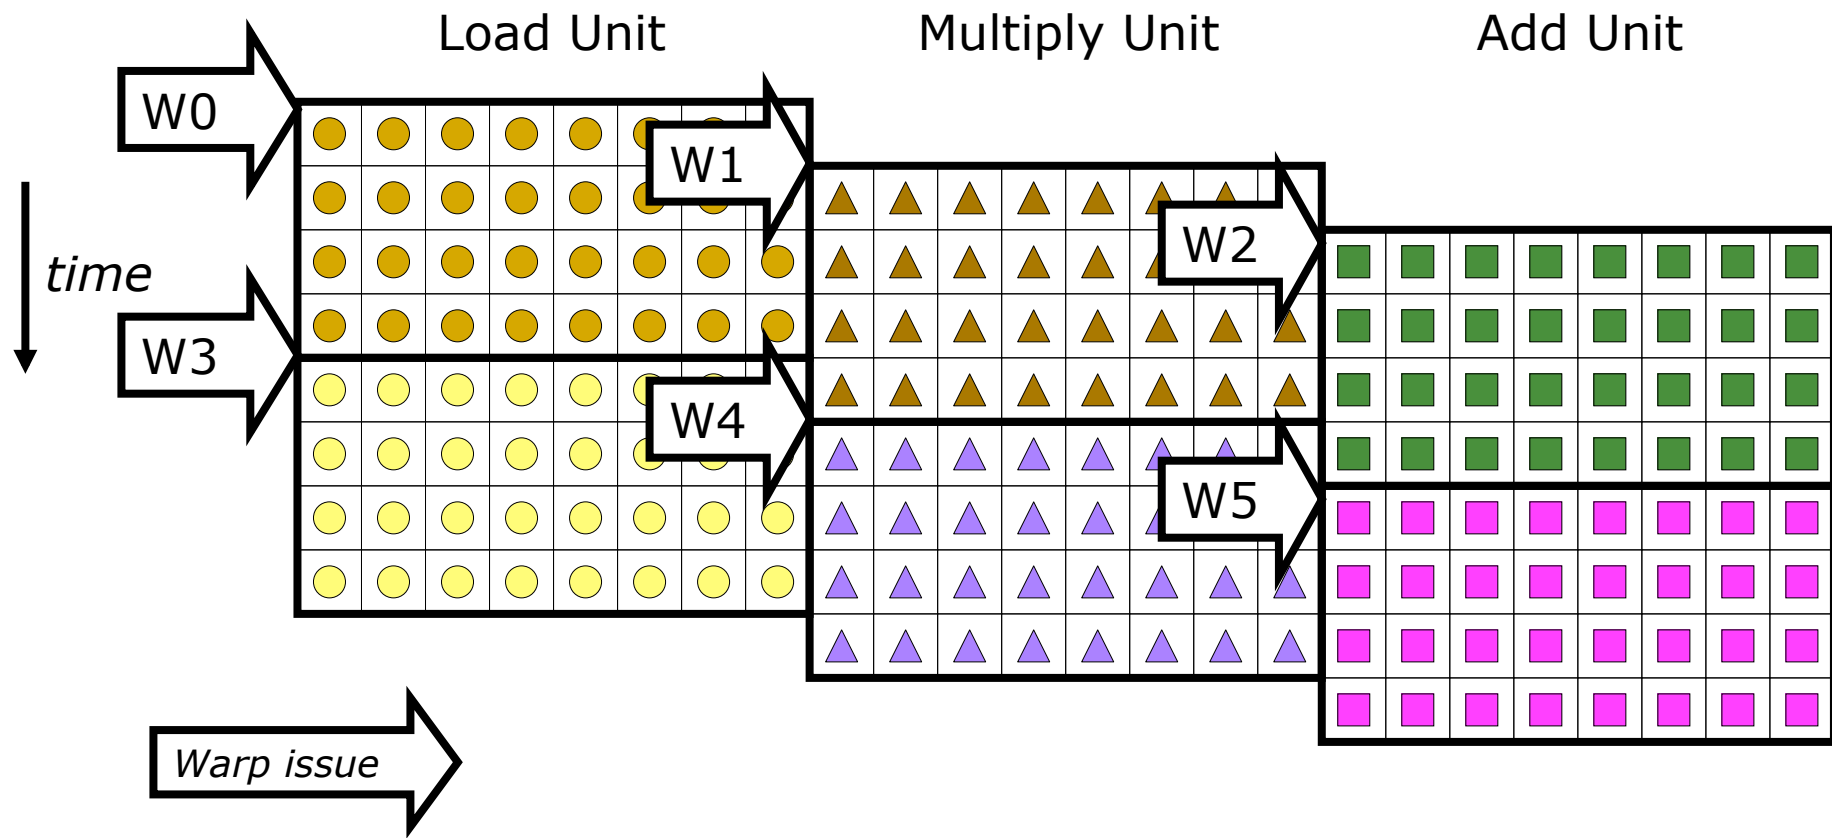 Load Unit
Multiply Unit
Add Unit
W0
W1
W2
time
W3
W4
W5
Warp issue